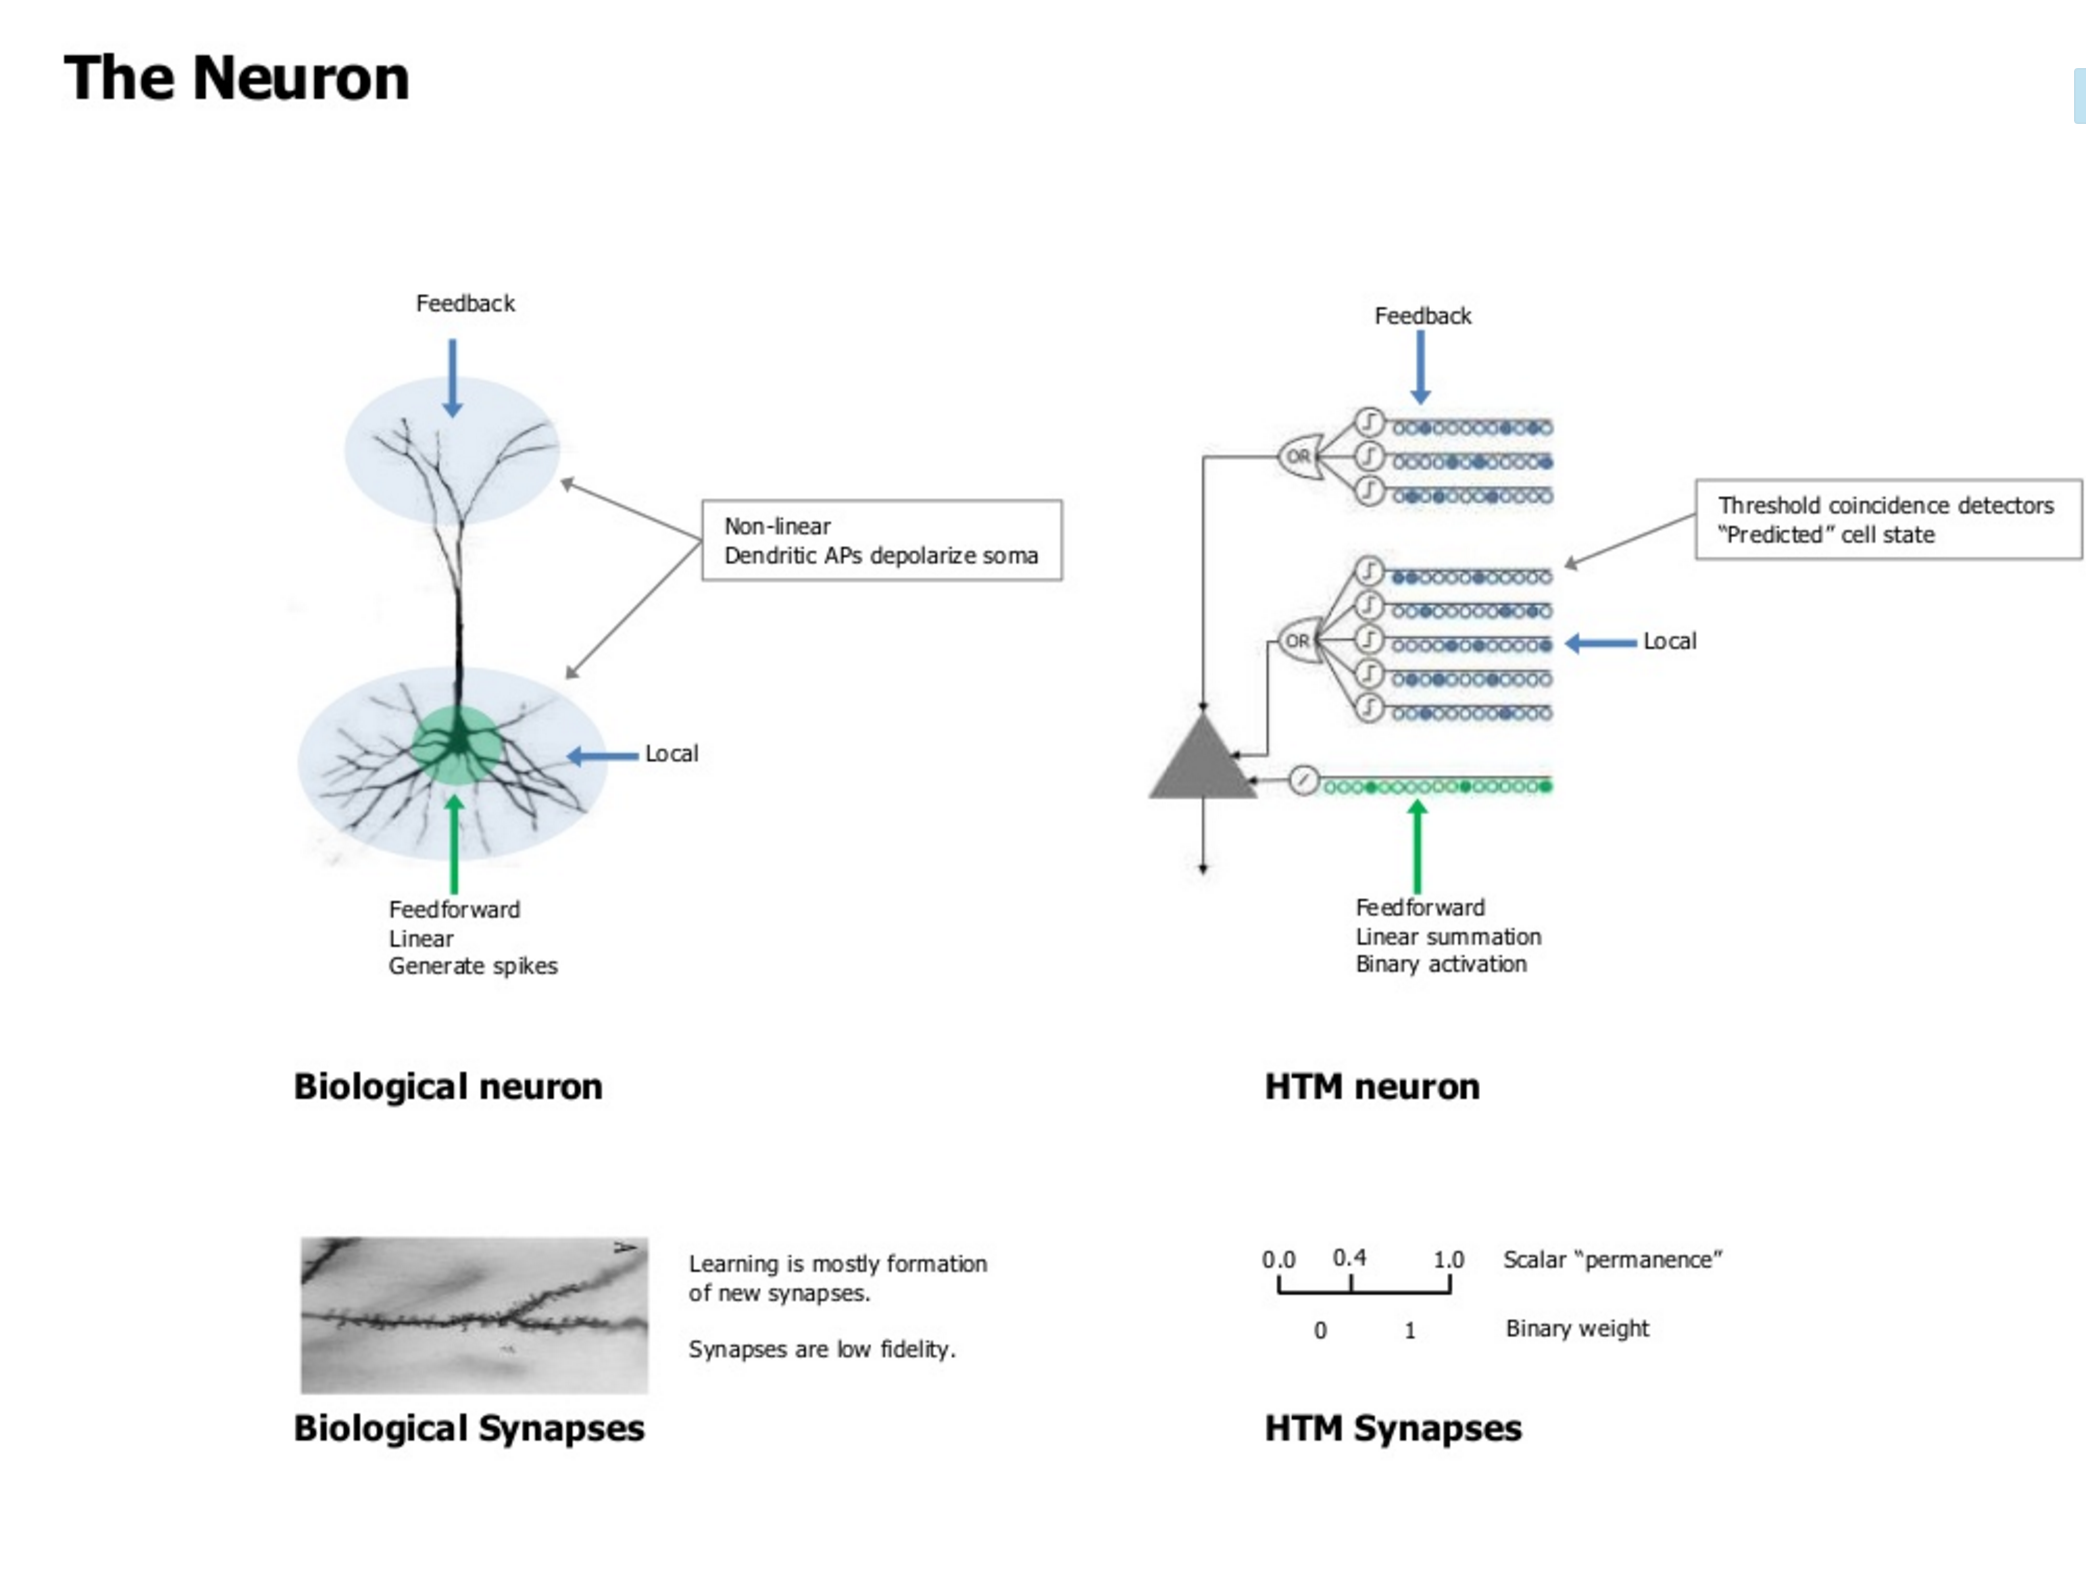 The Neuron
Feedback
Non-linear
Dendritic APs depolarize soma
Local
Feedforward
Linear
Generate spikes
Biological neuron
Feedback
OR
Threshold coincidence detectors
“Predicted” cell state
OR
Local
Feedforward
Linear summation
Binary activation
HTM neuron
A
Learning is mostly formation
of new synapses.
Synapses are low fidelity.
Biological Synapses
0.0 0.4 1.0 Scalar “permanence”
0 1 Binary weight
HTM Synapses